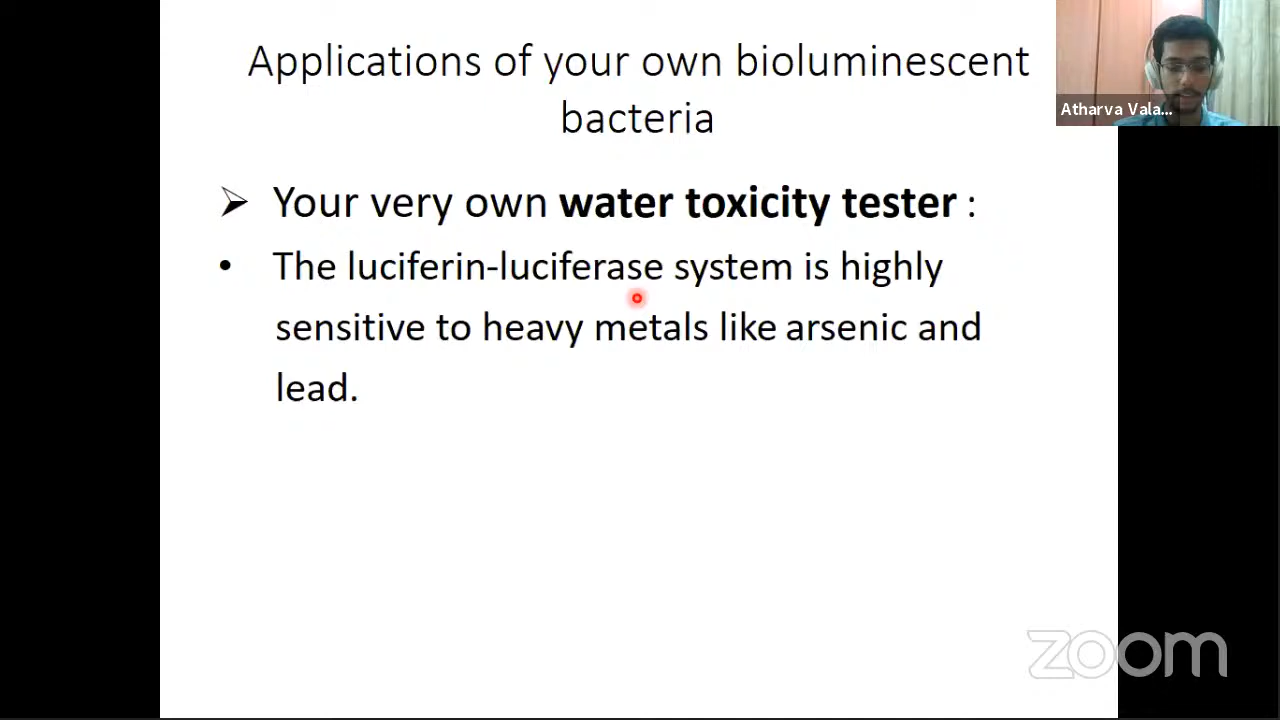 Applications of your own bioluminescent
bacteria
Atharva Vala...
➢ Your very own water toxicity tester :
• The luciferin-luciferase system is highly
sensitive to heavy metals like arsenic and
lead.
zoom